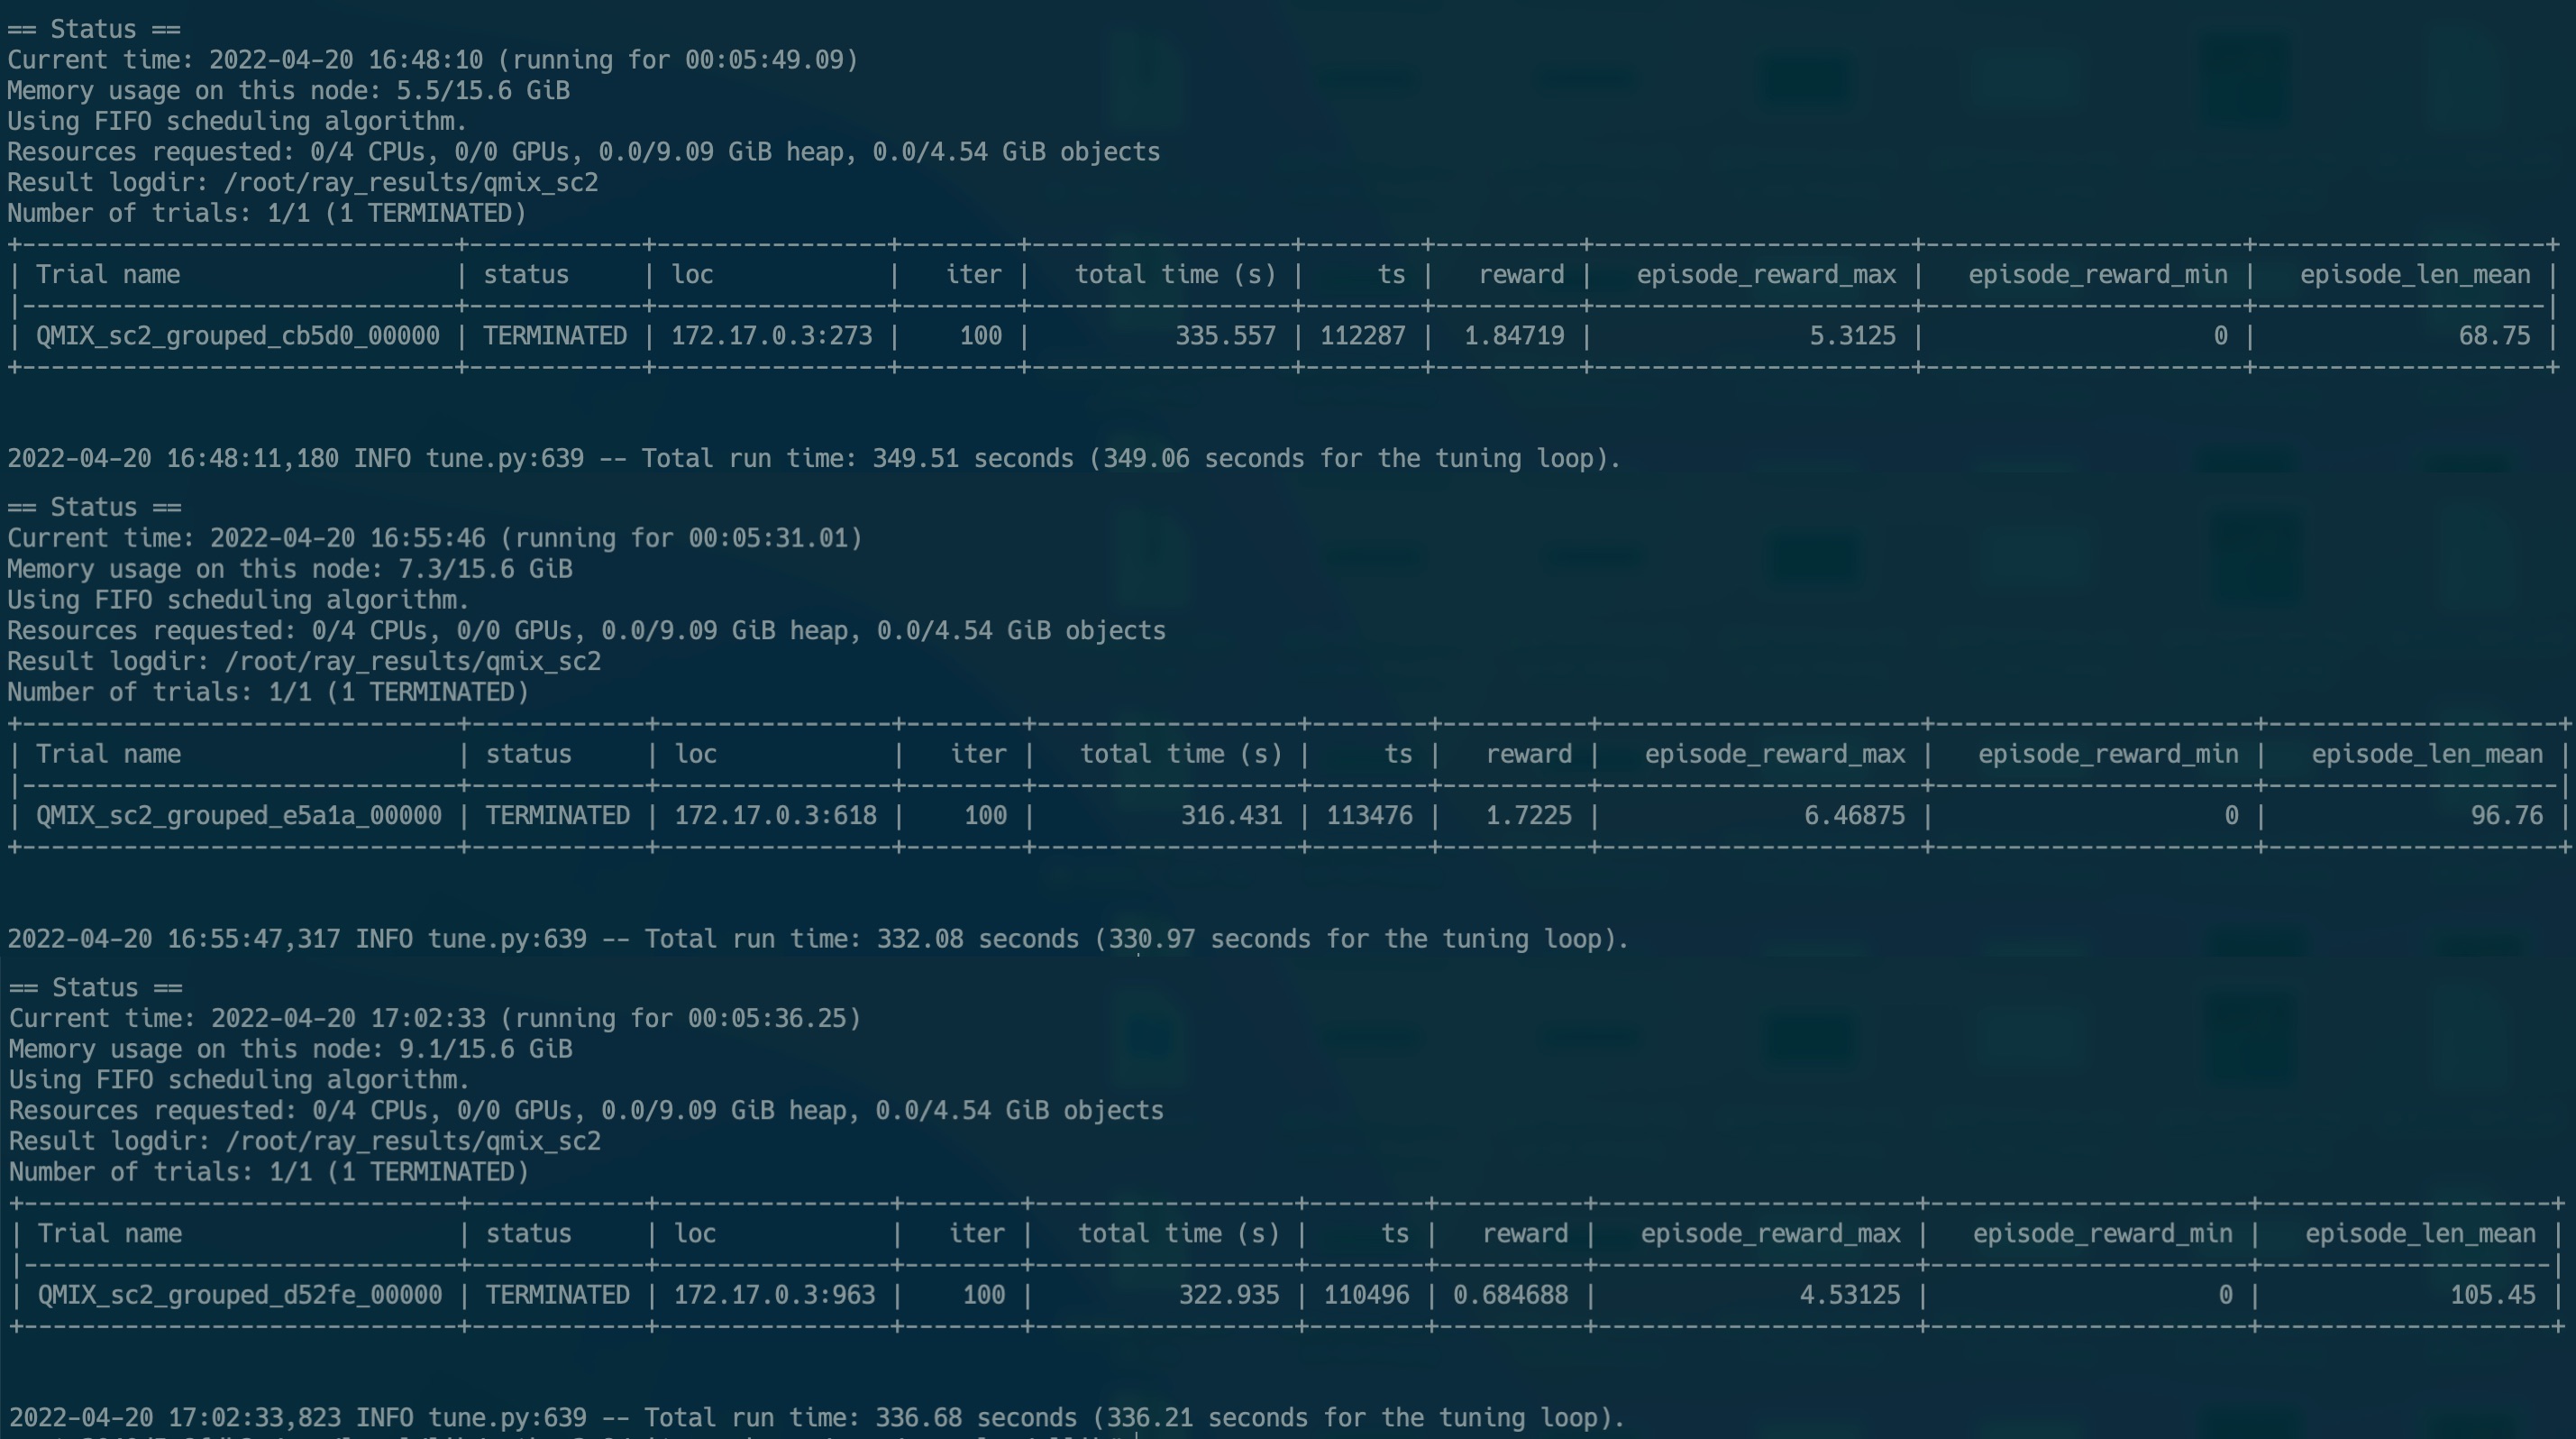 == Status ==
Current time: 2022-04-20 16:48:10 (running for 00:05:49.09)
Memory usage on this node: 5.5/15.6 GiB
Using FIFO scheduling algorithm.
Resources requested: 0/4 CPUs, 0/0 GPUs, 0.0/9.09 GiB heap, 0.0/4.54 GiB objects
Result logdir: /root/ray_results/qmix_sc2
Number of trials: 1/1 (1 TERMINATED)
+------------------------------+------------+----------------+--------+------------------+--------+----------+----------------------+----------------------+--------------------+
| Trial name                   | status     | loc            |   iter |   total time (s) |     ts |   reward |   episode_reward_max |   episode_reward_min |   episode_len_mean |
|------------------------------+------------+----------------+--------+------------------+--------+----------+----------------------+----------------------+--------------------|
| QMIX_sc2_grouped_cb5d0_00000 | TERMINATED | 172.17.0.3:273 |    100 |          335.557 | 112287 |  1.84719 |               5.3125 |                    0 |              68.75 |
+------------------------------+------------+----------------+--------+------------------+--------+----------+----------------------+----------------------+--------------------+
2022-04-20 16:48:11,180 INFO tune.py:639 -- Total run time: 349.51 seconds (349.06 seconds for the tuning loop).
== Status ==
Current time: 2022-04-20 16:55:46 (running for 00:05:31.01)
Memory usage on this node: 7.3/15.6 GiB
Using FIFO scheduling algorithm.
Resources requested: 0/4 CPUs, 0/0 GPUs, 0.0/9.09 GiB heap, 0.0/4.54 GiB objects
Result logdir: /root/ray_results/qmix_sc2
Number of trials: 1/1 (1 TERMINATED)
+------------------------------+------------+----------------+--------+------------------+--------+----------+----------------------+----------------------+--------------------+
| Trial name                   | status     | loc            |   iter |   total time (s) |     ts |   reward |   episode_reward_max |   episode_reward_min |   episode_len_mean |
|------------------------------+------------+----------------+--------+------------------+--------+----------+----------------------+----------------------+--------------------|
| QMIX_sc2_grouped_e5a1a_00000 | TERMINATED | 172.17.0.3:618 |    100 |          316.431 | 113476 |   1.7225 |              6.46875 |                    0 |              96.76 |
+------------------------------+------------+----------------+--------+------------------+--------+----------+----------------------+----------------------+--------------------+
2022-04-20 16:55:47,317 INFO tune.py:639 -- Total run time: 332.08 seconds (330.97 seconds for the tuning loop).
== Status ==
Current time: 2022-04-20 17:02:33 (running for 00:05:36.25)
Memory usage on this node: 9.1/15.6 GiB
Using FIFO scheduling algorithm.
Resources requested: 0/4 CPUs, 0/0 GPUs, 0.0/9.09 GiB heap, 0.0/4.54 GiB objects
Result logdir: /root/ray_results/qmix_sc2
Number of trials: 1/1 (1 TERMINATED)
+------------------------------+------------+----------------+--------+------------------+--------+----------+----------------------+----------------------+--------------------+
| Trial name                   | status     | loc            |   iter |   total time (s) |     ts |   reward |   episode_reward_max |   episode_reward_min |   episode_len_mean |
|------------------------------+------------+----------------+--------+------------------+--------+----------+----------------------+----------------------+--------------------|
| QMIX_sc2_grouped_d52fe_00000 | TERMINATED | 172.17.0.3:963 |    100 |          322.935 | 110496 | 0.684688 |              4.53125 |                    0 |             105.45 |
+------------------------------+------------+----------------+--------+------------------+--------+----------+----------------------+----------------------+--------------------+
2022-04-20 17:02:33,823 INFO tune.py:639 -- Total run time: 336.68 seconds (336.21 seconds for the tuning loop).